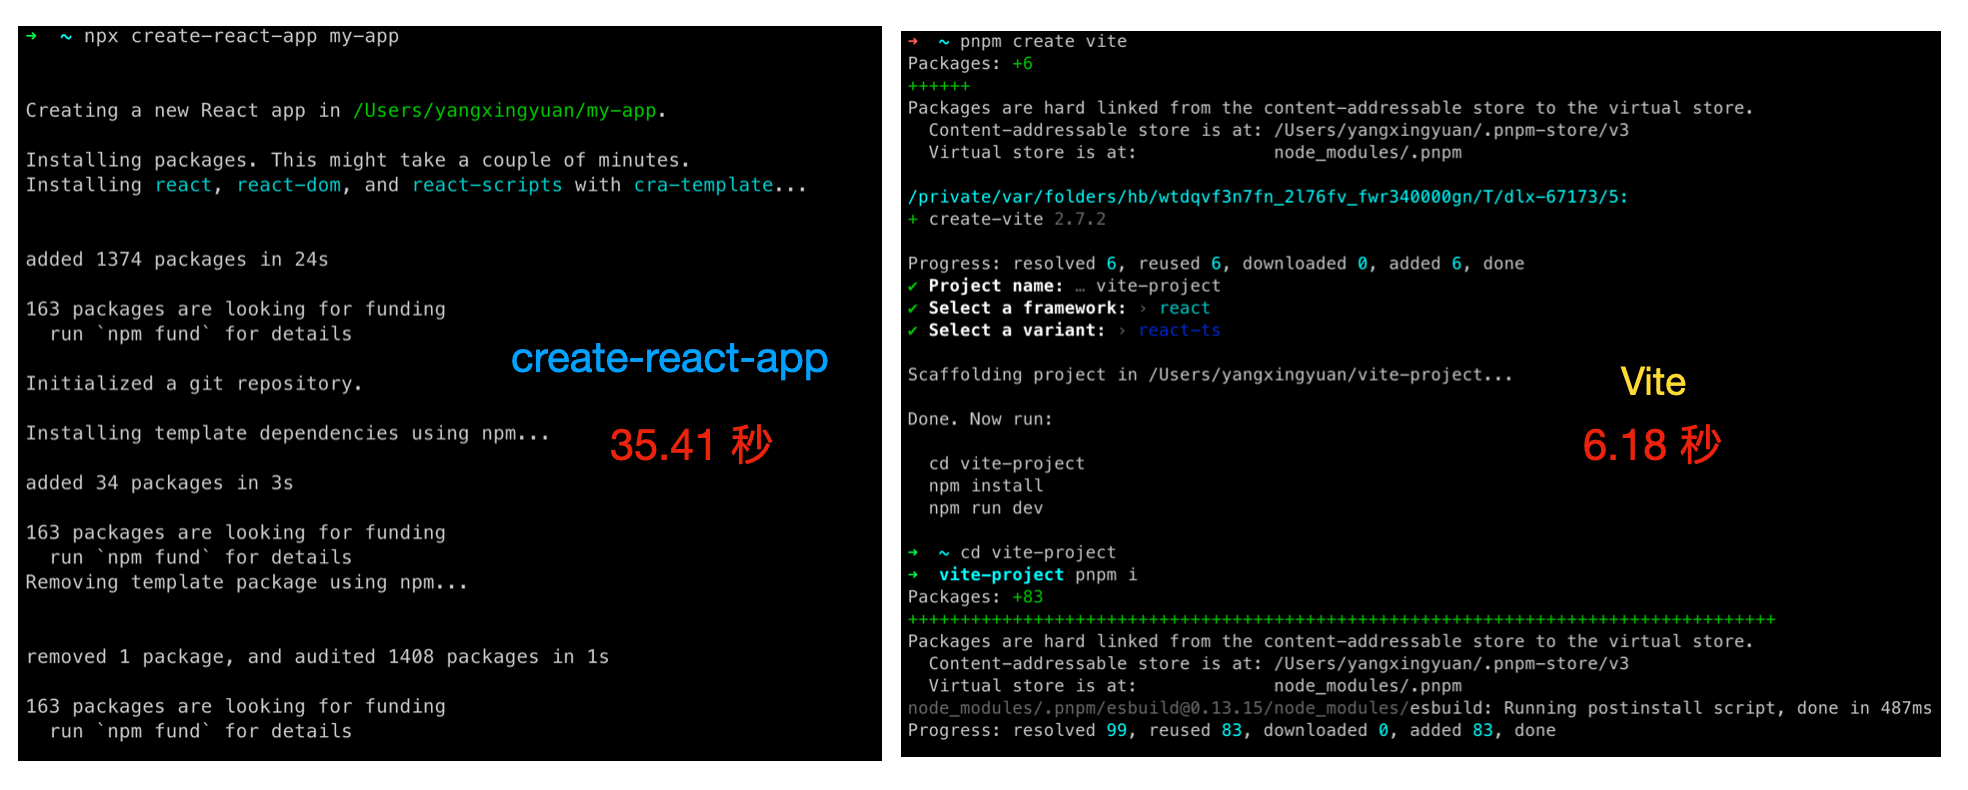 ➜  ~ npx create-react-app my-app
Creating a new React app in /Users/yangxingyuan/my-app.
Installing packages. This might take a couple of minutes.
Installing react, react-dom, and react-scripts with cra-template...
added 1374 packages in 24s
163 packages are looking for funding
  run `npm fund` for details
Initialized a git repository.
Installing template dependencies using npm...
added 34 packages in 3s
163 packages are looking for funding
  run `npm fund` for details
Removing template package using npm...
removed 1 package, and audited 1408 packages in 1s
163 packages are looking for funding
  run `npm fund` for details
create-react-app
35.41 秒
➜  ~ pnpm create vite
Packages: +6
++++++
Packages are hard linked from the content-addressable store to the virtual store.
  Content-addressable store is at: /Users/yangxingyuan/.pnpm-store/v3
  Virtual store is at:             node_modules/.pnpm
/private/var/folders/hb/wtdqvf3n7fn_2l76fv_fwr340000gn/T/dlx-67173/5:
+ create-vite 2.7.2
Progress: resolved 6, reused 6, downloaded 0, added 6, done
✔ Project name: … vite-project
✔ Select a framework: › react
✔ Select a variant: › react-ts
Scaffolding project in /Users/yangxingyuan/vite-project...
Done. Now run:
  cd vite-project
  npm install
  npm run dev
➜  ~ cd vite-project
➜  vite-project pnpm i
Packages: +83
+++++++++++++++++++++++++++++++++++++++++++++++++++++++++++++++++++++++++++++++++++
Packages are hard linked from the content-addressable store to the virtual store.
  Content-addressable store is at: /Users/yangxingyuan/.pnpm-store/v3
  Virtual store is at:             node_modules/.pnpm
node_modules/.pnpm/esbuild@0.13.15/node_modules/esbuild: Running postinstall script, done in 487ms
Progress: resolved 99, reused 83, downloaded 0, added 83, done
Vite
6.18 秒